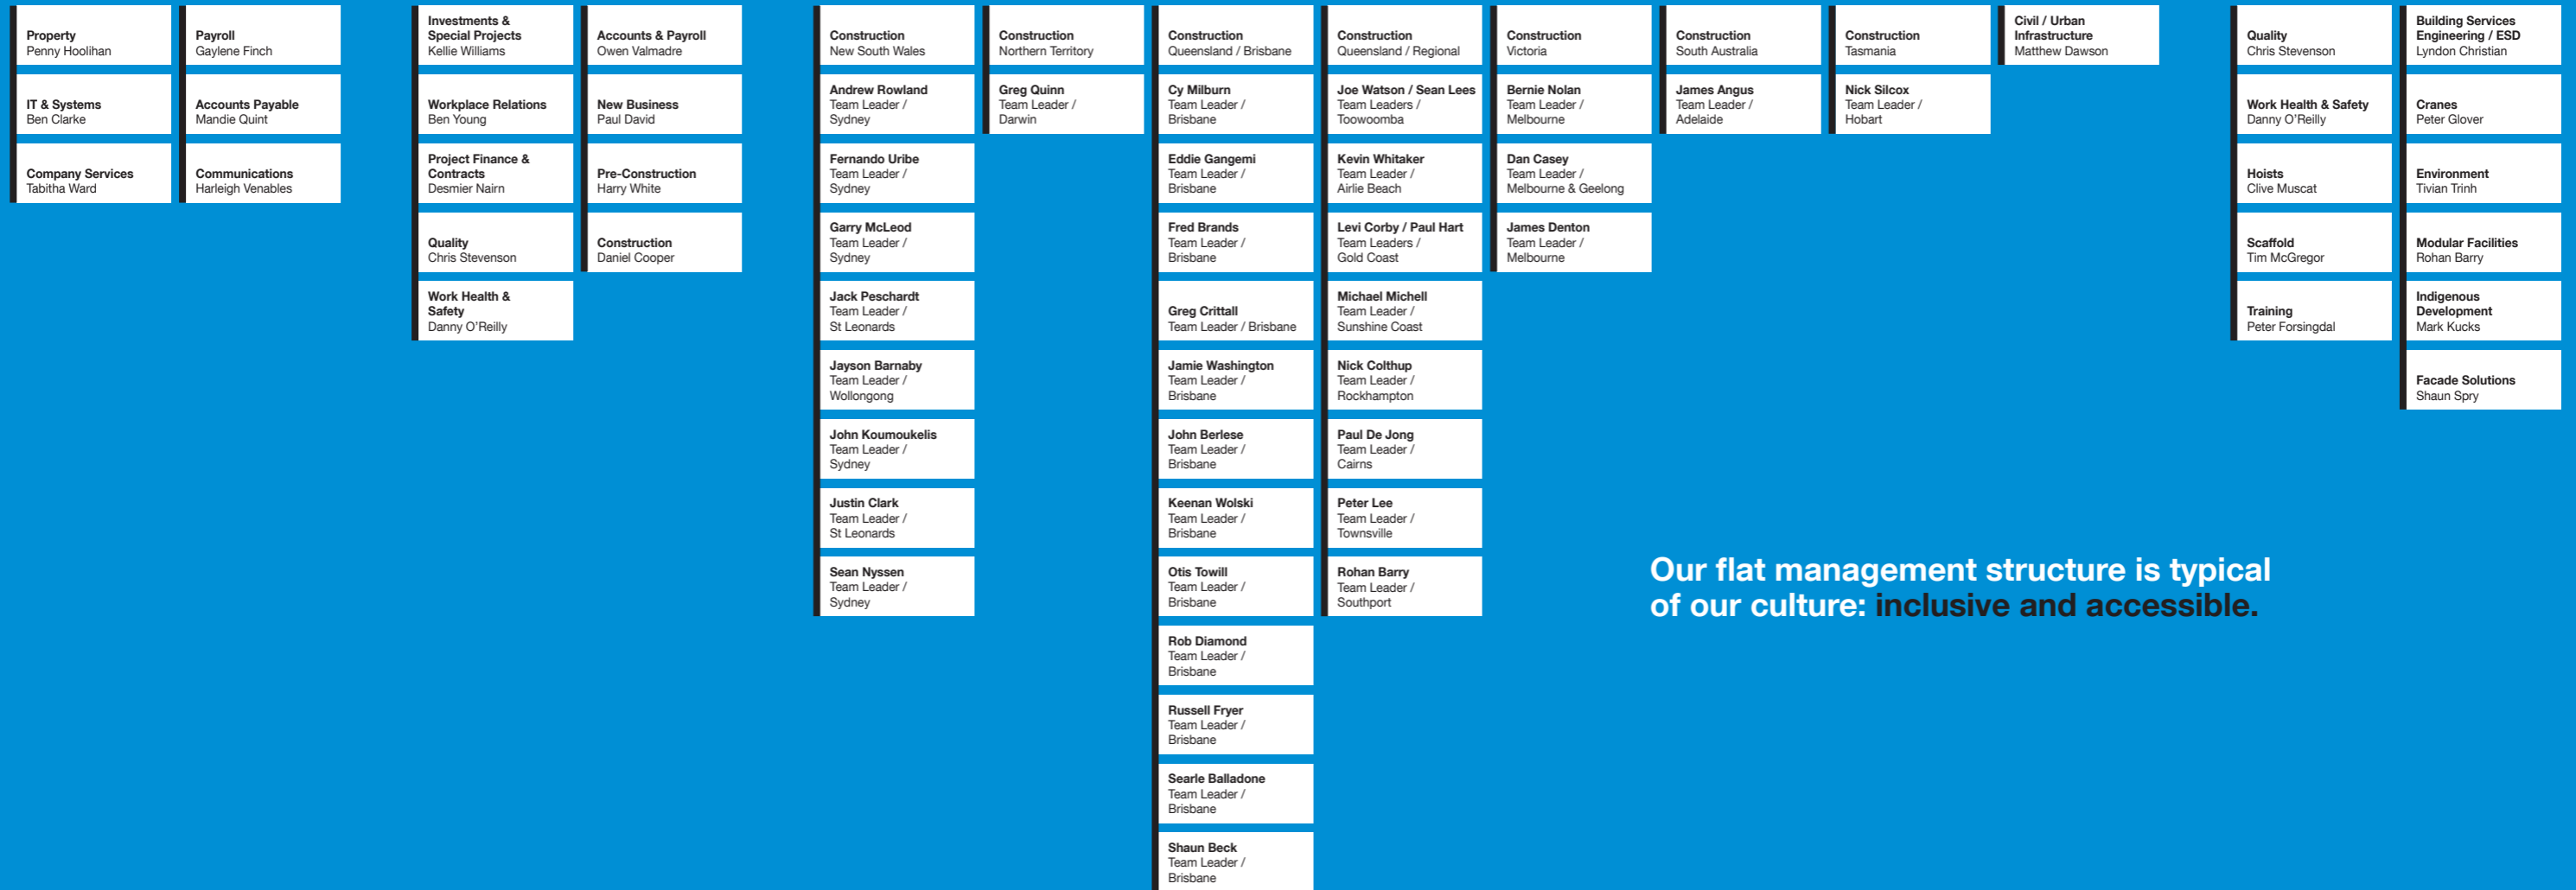 Property
Penny Hoolihan
IT & Systems
Ben Clarke
Company Services
Tabitha Ward
Payroll
Gaylene Finch
Accounts Payable
Mandie Quint
Communications
Harleigh Venables
Investments &
Special Projects
Kellie Williams
Workplace Relations
Ben Young
Project Finance &
Contracts
Desmier Nairn
Quality
Chris Stevenson
Work Health &
Safety
Danny O'Reilly
Accounts & Payroll
Owen Valmadre
New Business
Paul David
Pre-Construction
Harry White
Construction
Daniel Cooper
Construction
New South Wales
Andrew Rowland
Team Leader /
Sydney
Fernando Uribe
Team Leader /
Sydney
Garry McLeod
Team Leader /
Sydney
Jack Peschardt
Team Leader /
St Leonards
Jayson Barnaby
Team Leader /
Wollongong
John Koumoukelis
Team Leader /
Sydney
Justin Clark
Team Leader /
St Leonards
Sean Nyssen
Team Leader /
Sydney
Construction
Northern Territory
Greg Quinn
Team Leader /
Darwin
Construction
Queensland / Brisbane
Cy Milburn
Team Leader /
Brisbane
Eddie Gangemi
Team Leader /
Brisbane
Fred Brands
Team Leader /
Brisbane
Greg Crittall
Team Leader / Brisbane
Jamie Washington
Team Leader /
Brisbane
John Berlese
Team Leader /
Brisbane
Keenan Wolski
Team Leader /
Brisbane
Otis Towill
Team Leader /
Brisbane
Rob Diamond
Team Leader /
Brisbane
Russell Fryer
Team Leader /
Brisbane
Searle Balladone
Team Leader /
Brisbane
Shaun Beck
Team Leader /
Brisbane
Construction
Queensland / Regional
Joe Watson / Sean Lees
Team Leaders /
Toowoomba
Kevin Whitaker
Team Leader /
Airlie Beach
Levi Corby / Paul Hart
Team Leaders /
Gold Coast
Michael Michell
Team Leader /
Sunshine Coast
Nick Colthup
Team Leader /
Rockhampton
Paul De Jong
Team Leader /
Cairns
Peter Lee
Team Leader /
Townsville
Rohan Barry
Team Leader /
Southport
Construction
Victoria
Bernie Nolan
Team Leader /
Melbourne
Dan Casey
Team Leader /
Melbourne & Geelong
James Denton
Team Leader /
Melbourne
Construction
South Australia
James Angus
Team Leader /
Adelaide
Construction
Tasmania
Nick Silcox
Team Leader /
Hobart
Civil / Urban
Infrastructure
Matthew Dawson
Quality
Chris Stevenson
Work Health & Safety
Danny O'Reilly
Hoists
Clive Muscat
Scaffold
Tim McGregor
Training
Peter Forsingdal
Building Services
Engineering / ESD
Lyndon Christian
Cranes
Peter Glover
Environment
Tivian Trinh
Modular Facilities
Rohan Barry
Indigenous
Development
Mark Kucks
Facade Solutions
Shaun Spry
Our flat management structure is typical
of our culture: inclusive and accessible.